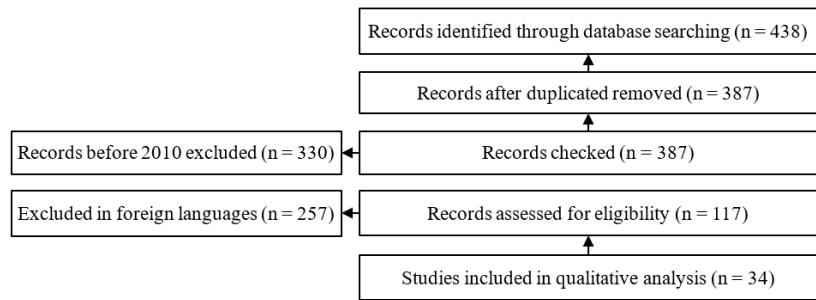 Records identified through database searching (n = 438)
Records after duplicated removed (n = 387)
Records before 2010 excluded (n = 330)
Records checked (n = 387)
Excluded in foreign languages (n = 257)
Records assessed for eligibility (n = 117)
Studies included in qualitative analysis (n = 34)